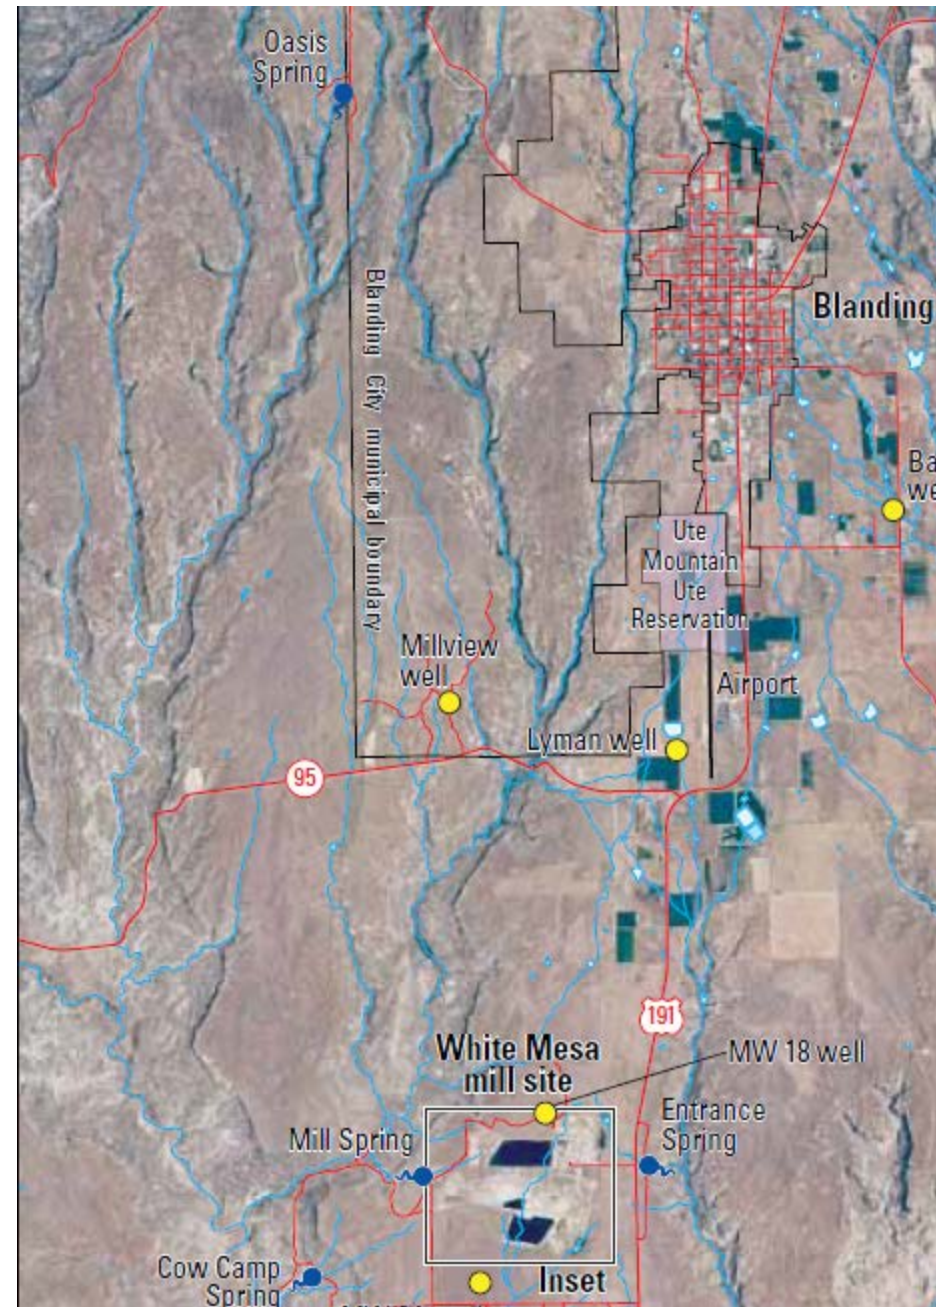 Oasis
Spring
Blanding City municipal boundary
Blanding
Ute
Mountain
Ute
Reservation
Millview
well
Airport
Lyman well
95
191
White Mesa
mill site
MW 18 well
Entrance
Spring
Mill Spring
Cow Camp
Spring
Inset